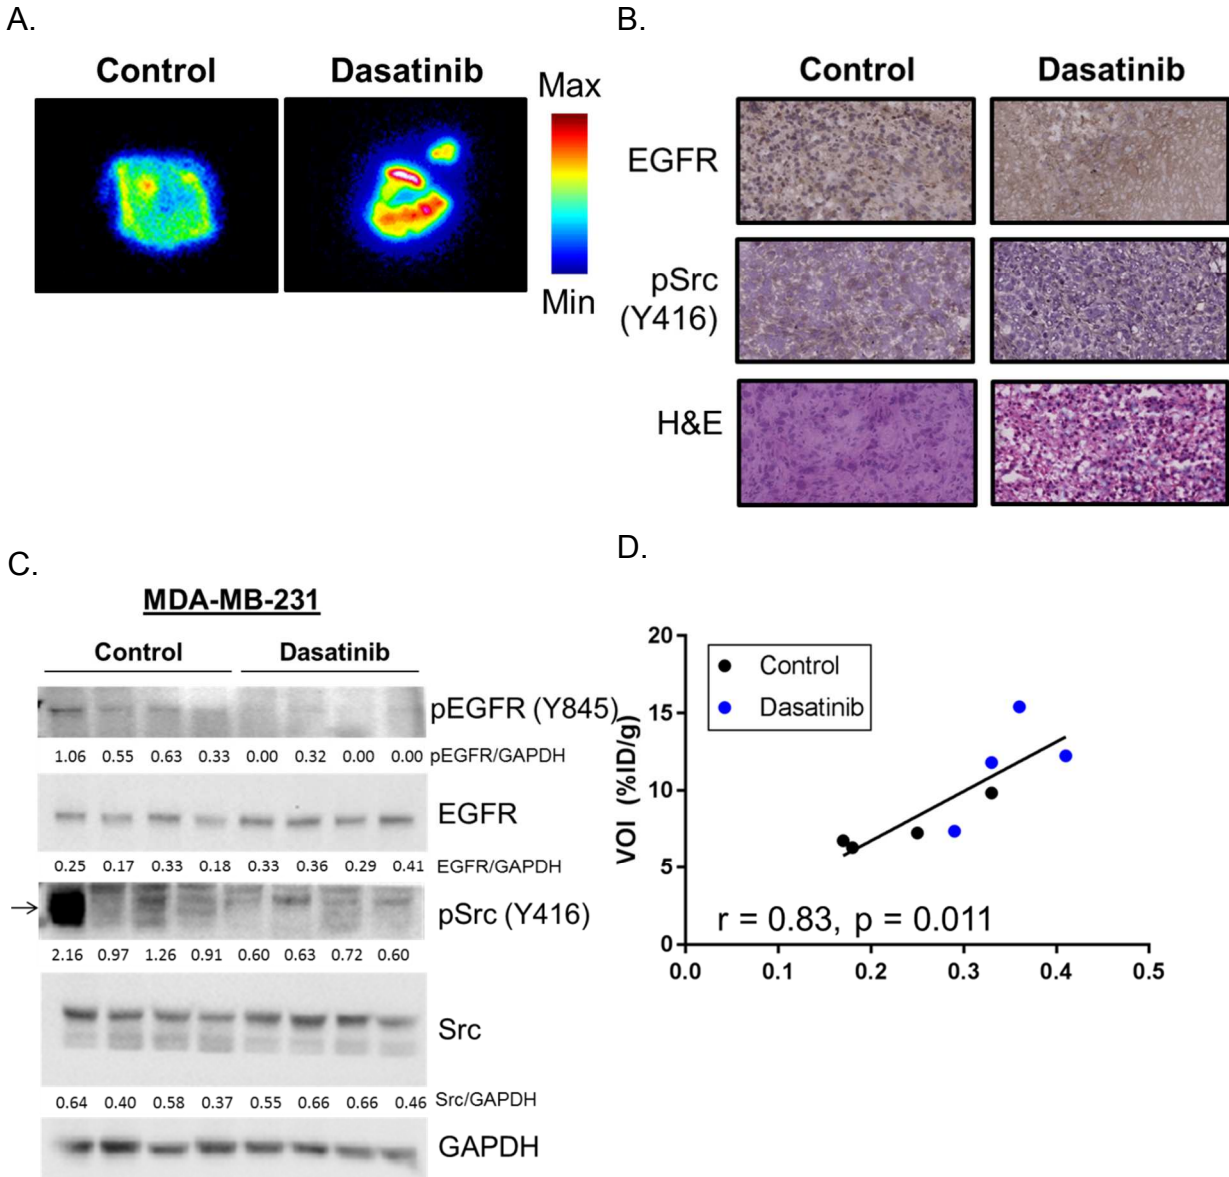 A.
Control Dasatinib
Max
Min
B.
Control Dasatinib
EGFR
pSrc
(Y416)
H&E
C.
MDA-MB-231
Control Dasatinib
pEGFR (Y845)
1.06 0.55 0.63 0.33 0.00 0.32 0.00 0.00 pEGFR/GAPDH
EGFR
0.25 0.17 0.33 0.18 0.33 0.36 0.29 0.41 EGFR/GAPDH
pSrc (Y416)
2.16 0.97 1.26 0.91 0.60 0.63 0.72 0.60
Src
0.64 0.40 0.58 0.37 0.55 0.66 0.66 0.46 Src/GAPDH
GAPDH
D.
VOI (%ID/g)
20
15
10
5
0
Control
Dasatinib
r = 0.83, p = 0.011
0.0 0.1 0.2 0.3 0.4 0.5